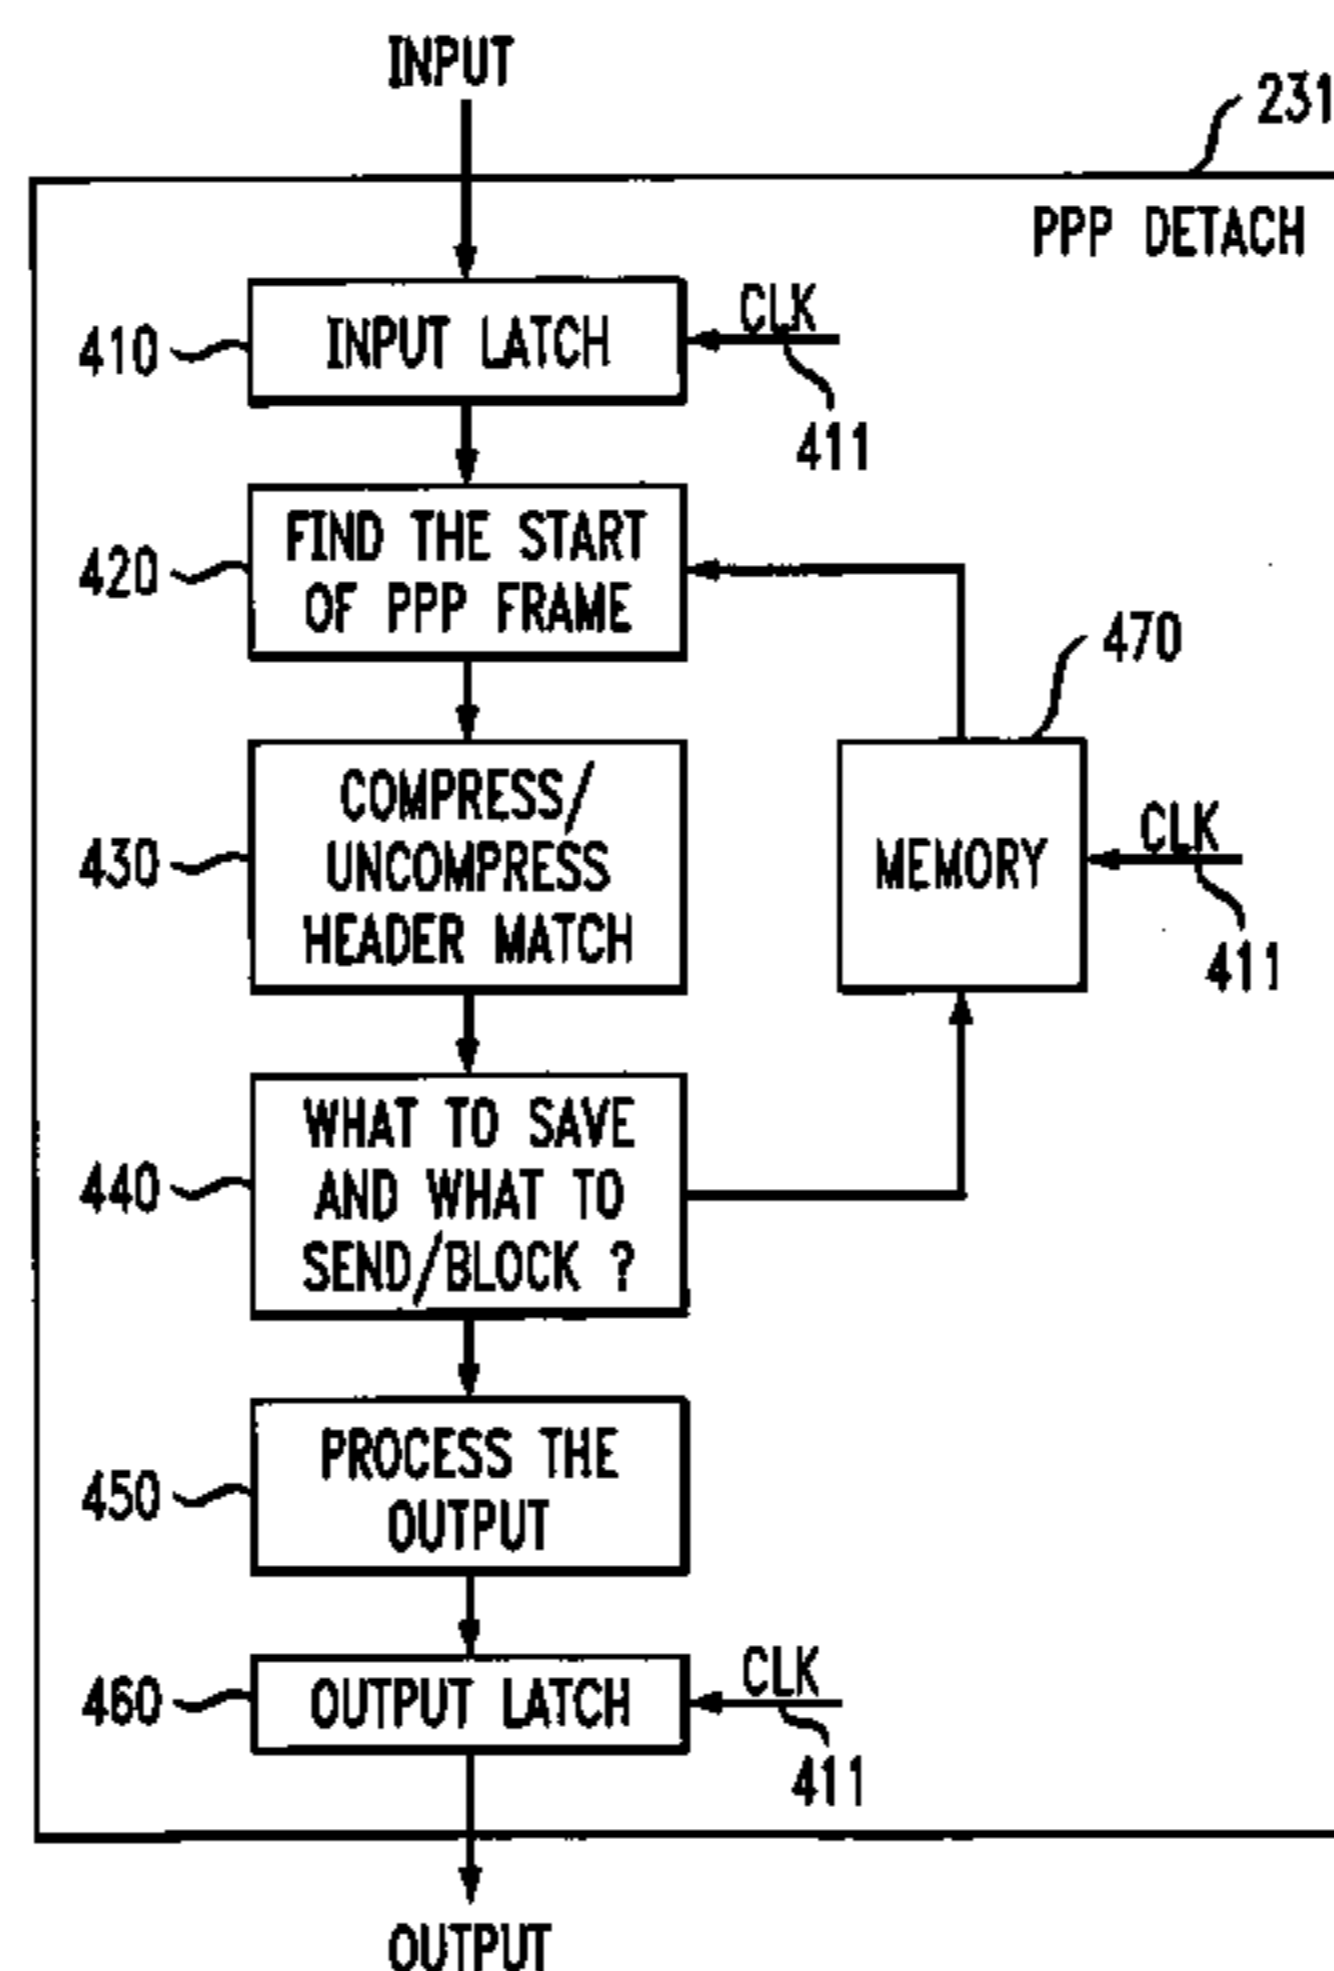 INPUT
231
PPP DETACH
410
INPUT LATCH
CLK
411
420
FIND THE START
OF PPP FRAME
470
430
COMPRESS/
UNCOMPRESS
HEADER MATCH
MEMORY
CLK
411
440
WHAT TO SAVE
AND WHAT TO
SEND/BLOCK ?
450
PROCESS THE
OUTPUT
460
OUTPUT LATCH
CLK
411
OUTPUT